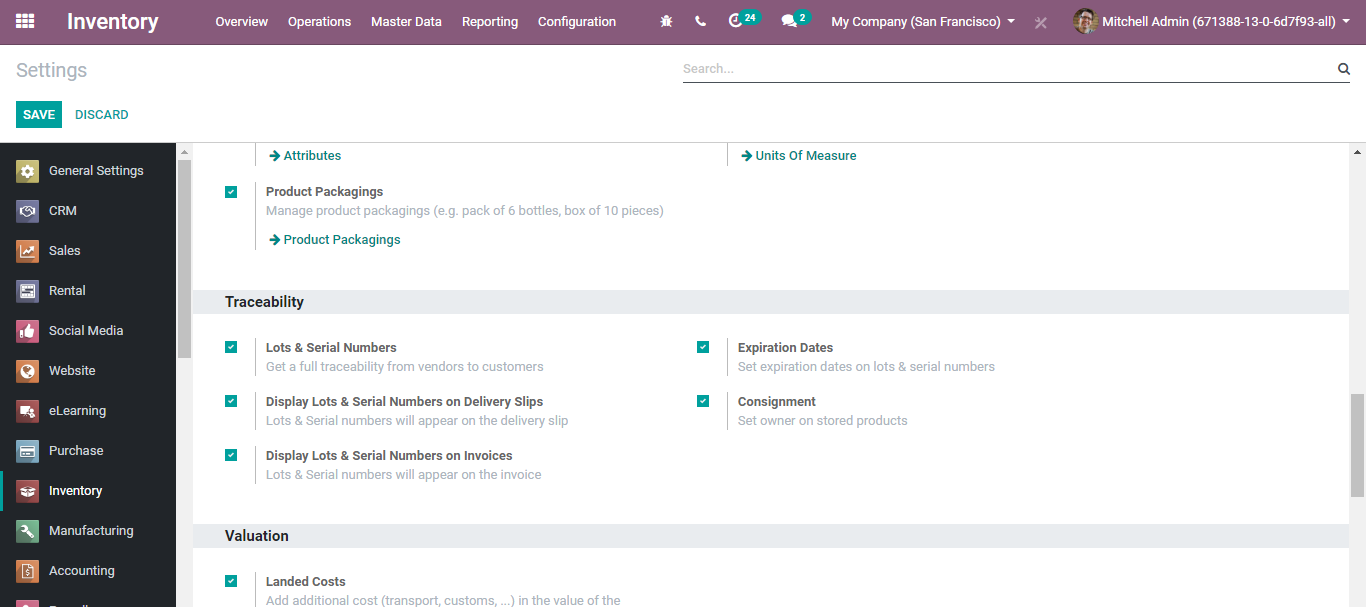 Inventory Overview Operations Master Data Reporting Configuration 24 2 My Company (San Francisco) Mitchell Admin (671388-13-0-6d7f93-all)
Settings
Search...
SAVE DISCARD
General Settings
CRM
Sales
Rental
Social Media
Website
eLearning
Purchase
Inventory
Manufacturing
Accounting
Attributes
Units Of Measure
Product Packagings
Manage product packagings (e.g. pack of 6 bottles, box of 10 pieces)
Product Packagings
Traceability
Lots & Serial Numbers
Get a full traceability from vendors to customers
Expiration Dates
Set expiration dates on lots & serial numbers
Display Lots & Serial Numbers on Delivery Slips
Lots & Serial numbers will appear on the delivery slip
Consignment
Set owner on stored products
Display Lots & Serial Numbers on Invoices
Lots & Serial numbers will appear on the invoice
Valuation
Landed Costs
Add additional cost (transport, customs, ...) in the value of the